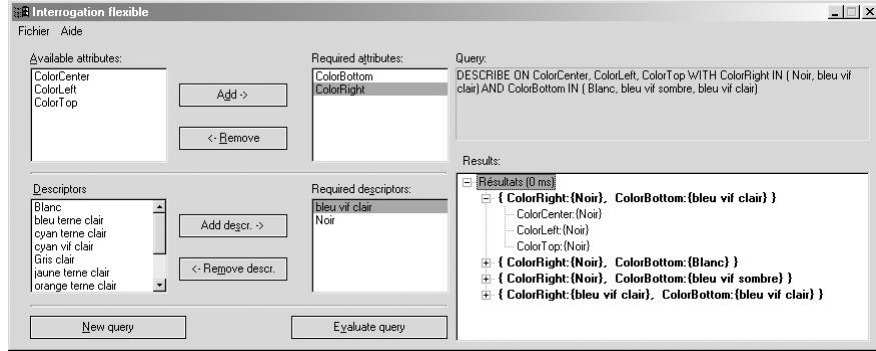 Interrogation flexible
Fichier Aide
Available attributes:
ColorCenter
ColorLeft
ColorTop
Add ->
<- Remove
Required attributes:
ColorBottom
ColorRight
Query:
DESCRIBE ON ColorCenter, ColorLeft, ColorTop WITH ColorRight IN ( Noir, bleu vif
clair) AND ColorBottom IN ( Blanc, bleu vif sombre, bleu vif clair)
Descriptors
Blanc
bleu terne clair
cyan terne clair
cyan vif clair
Gris clair
jaune terne clair
orange terne clair
Add descr. ->
<- Remove descr.
Required descriptors:
bleu vif clair
Noir
Results:
Résultats (0 ms)
{ ColorRight:{Noir}, ColorBottom:{bleu vif clair} }
ColorCenter:{Noir}
ColorLeft:{Noir}
ColorTop:{Noir}
{ ColorRight:{Noir}, ColorBottom:{Blanc} }
{ ColorRight:{Noir}, ColorBottom:{bleu vif sombre} }
{ ColorRight:{bleu vif clair}, ColorBottom:{bleu vif clair} }
New query
Evaluate query